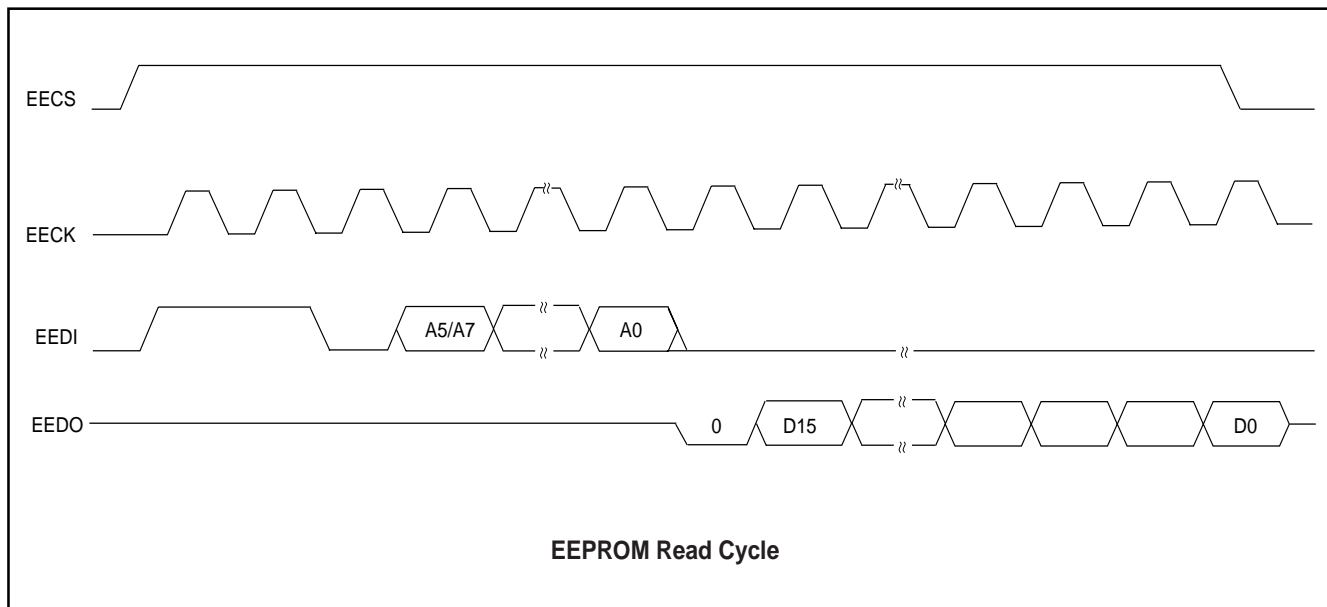 EECS
EECK
EEDI
A5/A7
A0
EEDO
0
D15
D0
EEPROM Read Cycle